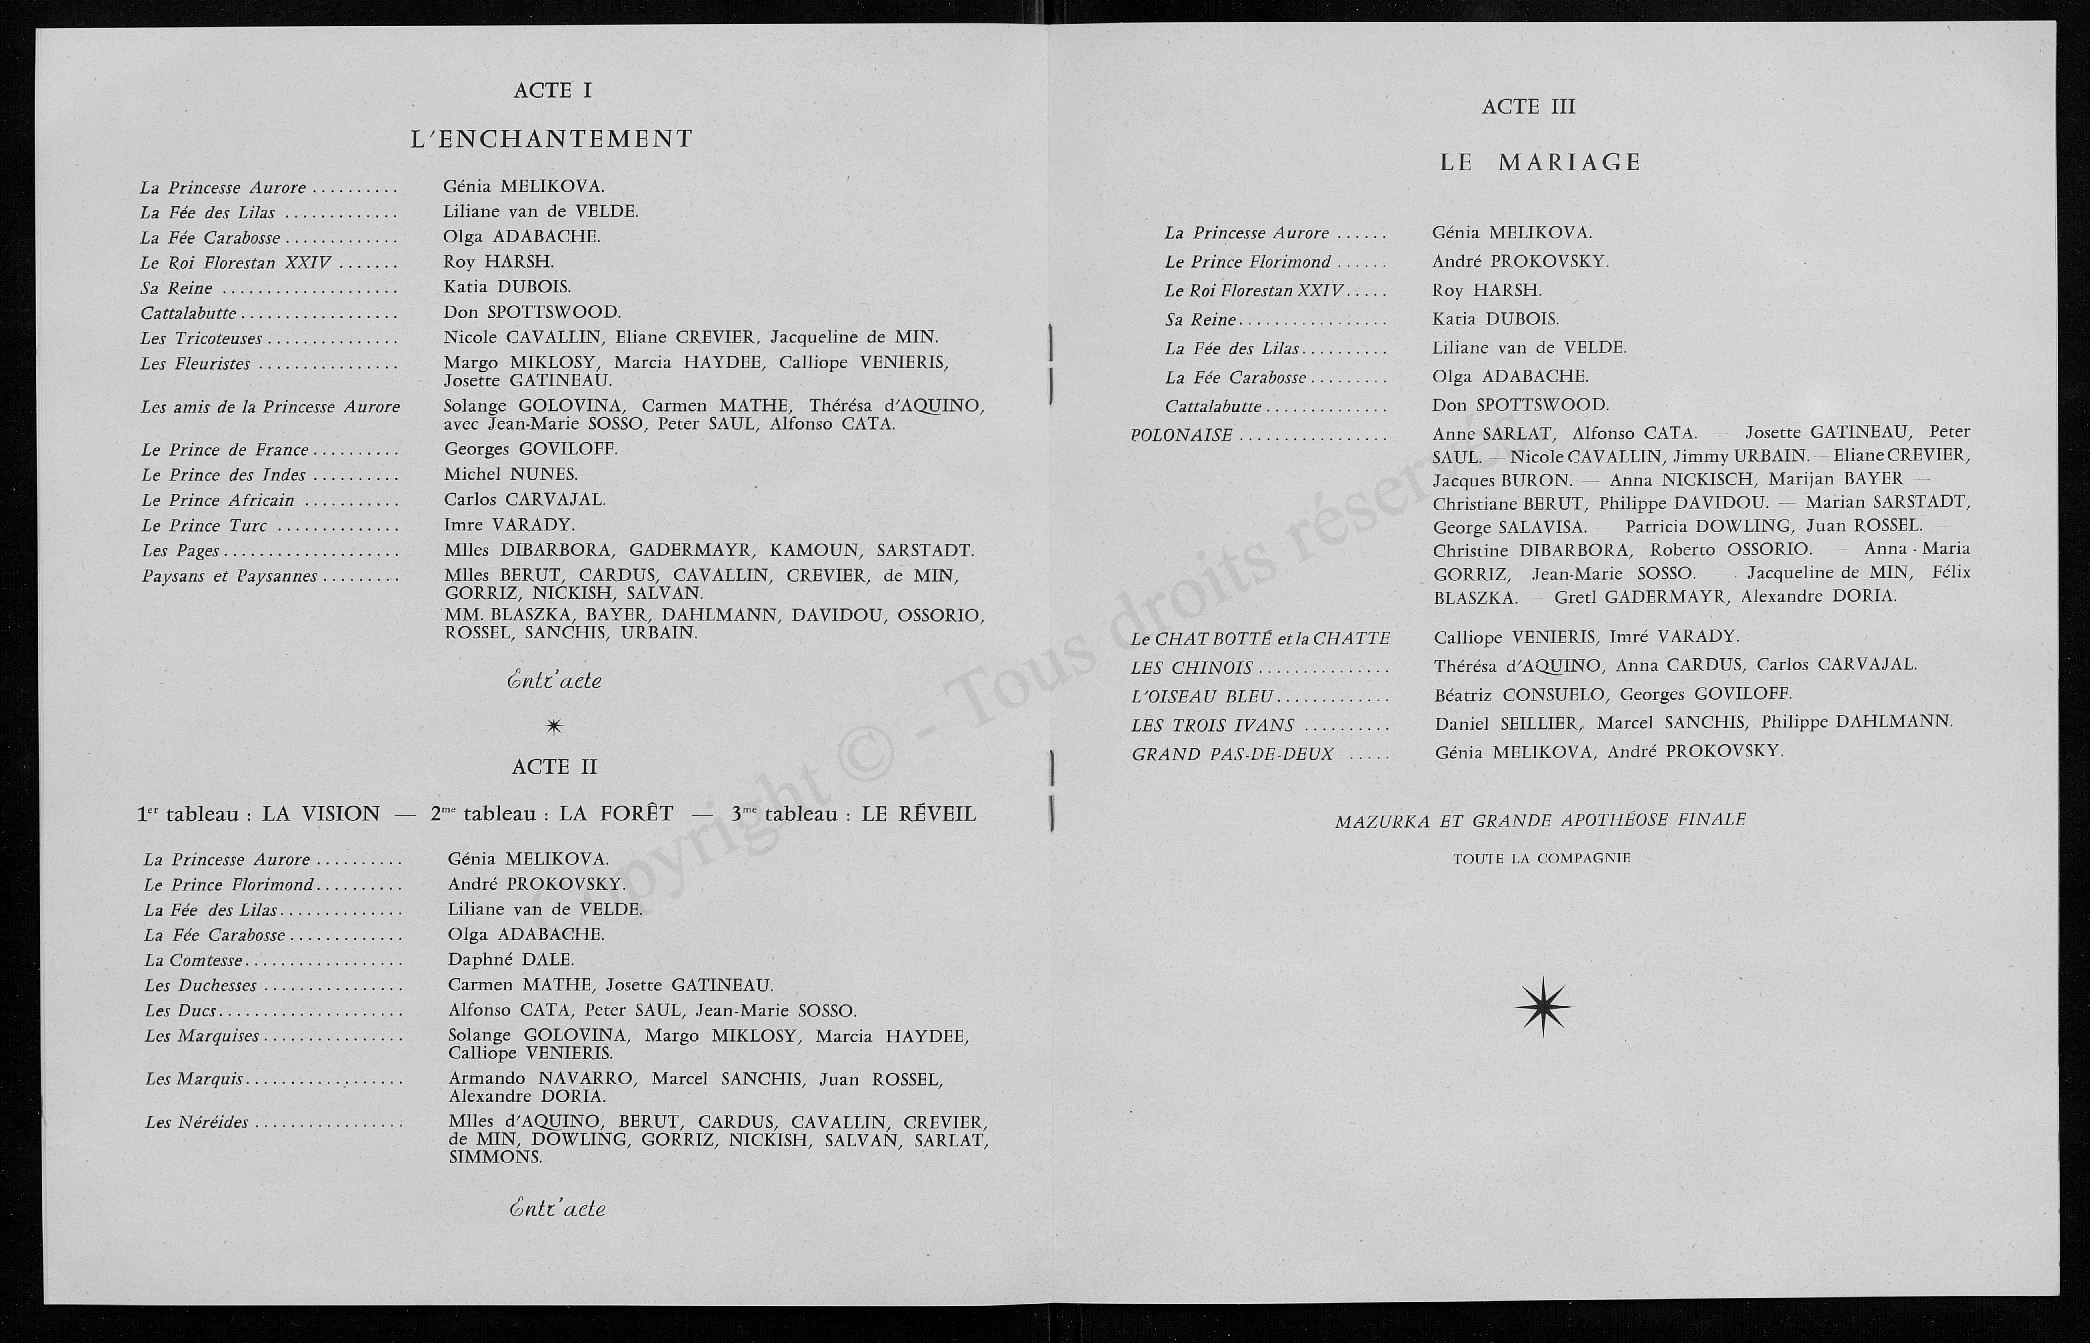 ACTE I
L'ENCHANTEMENT
La Princesse Aurore .......... Génia MELIKOVA.
La Fée des Lilas ............. Liliane van de VELDE.
La Fée Carabosse ............. Olga ADABACHE.
Le Roi Florestan XXIV ....... Roy HARSH.
Sa Reine .................... Katia DUBOIS.
Cattalabutte .................. Don SPOTTSWOOD.
Les Tricoteuses ............... Nicole CAVALLIN, Eliane CREVIER, Jacqueline de MIN.
Les Fleuristes ................ Margo MIKLOSY, Marcia HAYDEE, Calliope VENIERIS,
Josette GATINEAU.
Les amis de la Princesse Aurore Solange GOLOVINA, Carmen MATHE, Thérésa d'AQUINO,
avec Jean-Marie SOSSO, Peter SAUL, Alfonso CATA.
Le Prince de France .......... Georges GOVILOFF.
Le Prince des Indes .......... Michel NUNES.
Le Prince Africain ........... Carlos CARVAJAL.
Le Prince Turc .............. Imre VARADY.
Les Pages .................... Mlles DIBARBORA, GADERMAYR, KAMOUN, SARSTADT.
Paysans et Paysannes ......... Mlles BERUT, CARDUS, CAVALLIN, CREVIER, de MIN,
GORRIZ, NICKISH, SALVAN.
MM. BLASZKA, BAYER, DAHLMANN, DAVIDOU, OSSORIO,
ROSSEL, SANCHIS, URBAIN.
Entr'acte
ACTE II
1er tableau : LA VISION — 2me tableau : LA FORÊT — 3me tableau : LE RÉVEIL
La Princesse Aurore .......... Génia MELIKOVA.
Le Prince Florimond .......... André PROKOVSKY.
La Fée des Lilas .............. Liliane van de VELDE.
La Fée Carabosse ............. Olga ADABACHE.
La Comtesse .................. Daphné DALE.
Les Duchesses ................ Carmen MATHE, Josette GATINEAU.
Les Ducs ..................... Alfonso CATA, Peter SAUL, Jean-Marie SOSSO.
Les Marquises ................ Solange GOLOVINA, Margo MIKLOSY, Marcia HAYDEE,
Calliope VENIERIS.
Les Marquis .................. Armando NAVARRO, Marcel SANCHIS, Juan ROSSEL,
Alexandre DORIA.
Les Néréides ................. Mlles d'AQUINO, BERUT, CARDUS, CAVALLIN, CREVIER,
de MIN, DOWLING, GORRIZ, NICKISH, SALVAN, SARLAT,
SIMMONS.
Entr'acte
ACTE III
LE MARIAGE
La Princesse Aurore ...... Génia MELIKOVA.
Le Prince Florimond ...... André PROKOVSKY.
Le Roi Florestan XXIV ..... Roy HARSH.
Sa Reine ................. Katia DUBOIS.
La Fée des Lilas .......... Liliane van de VELDE.
La Fée Carabosse ......... Olga ADABACHE.
Cattalabutte .............. Don SPOTTSWOOD.
POLONAISE ................. Anne SARLAT, Alfonso CATA. — Josette GATINEAU, Peter
SAUL. — Nicole CAVALLIN, Jimmy URBAIN. — Eliane CREVIER,
Jacques BURON. — Anna NICKISCH, Marijan BAYER —
Christiane BERUT, Philippe DAVIDOU. — Marian SARSTADT,
George SALAVISA. — Patricia DOWLING, Juan ROSSEL. —
Christine DIBARBORA, Roberto OSSORIO. — Anna-Maria
GORRIZ, Jean-Marie SOSSO. — Jacqueline de MIN, Félix
BLASZKA. — Gretl GADERMAYR, Alexandre DORIA.
Le CHAT BOTTÉ et la CHATTE Calliope VENIERIS, Imré VARADY.
LES CHINOIS ............... Thérésa d'AQUINO, Anna CARDUS, Carlos CARVAJAL.
L'OISEAU BLEU ............. Béatriz CONSUELO, Georges GOVILOFF.
LES TROIS IVANS .......... Daniel SEILLIER, Marcel SANCHIS, Philippe DAHLMANN.
GRAND PAS-DE-DEUX ..... Génia MELIKOVA, André PROKOVSKY.
MAZURKA ET GRANDE APOTHÉOSE FINALE
TOUTE LA COMPAGNIE
Copyright © - Tous droits réservés